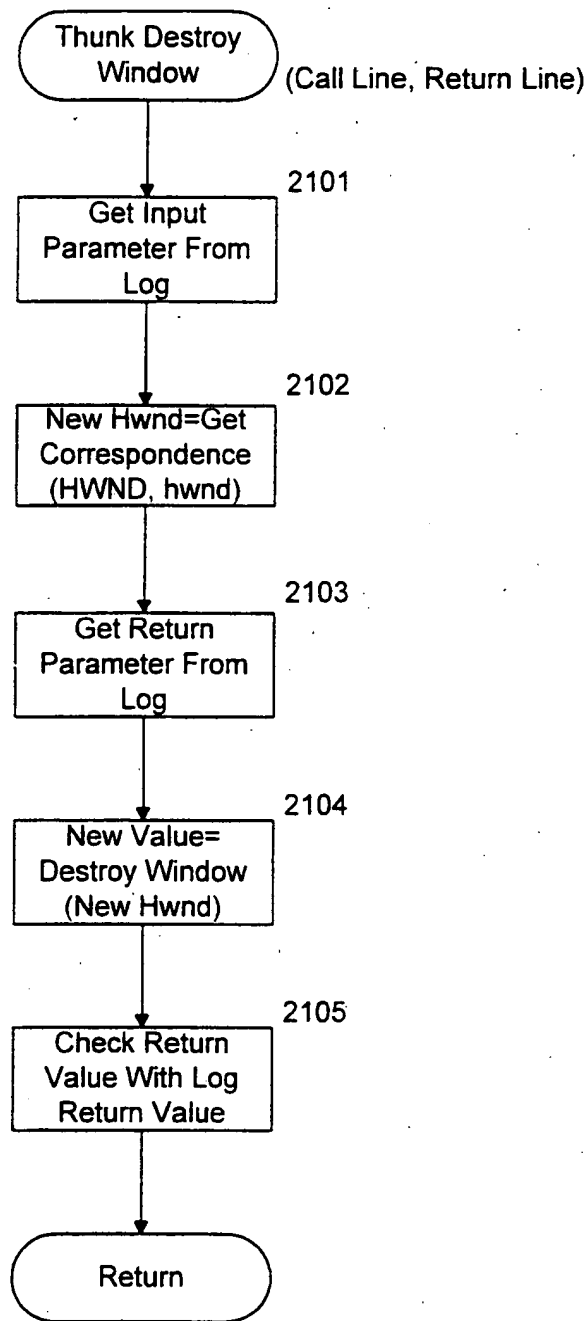 Thunk Destroy
Window
(Call Line, Return Line)
2101
Get Input
Parameter From
Log
2102
New Hwnd=Get
Correspondence
(HWND, hwnd)
2103
Get Return
Parameter From
Log
2104
New Value=
Destroy Window
(New Hwnd)
2105
Check Return
Value With Log
Return Value
Return